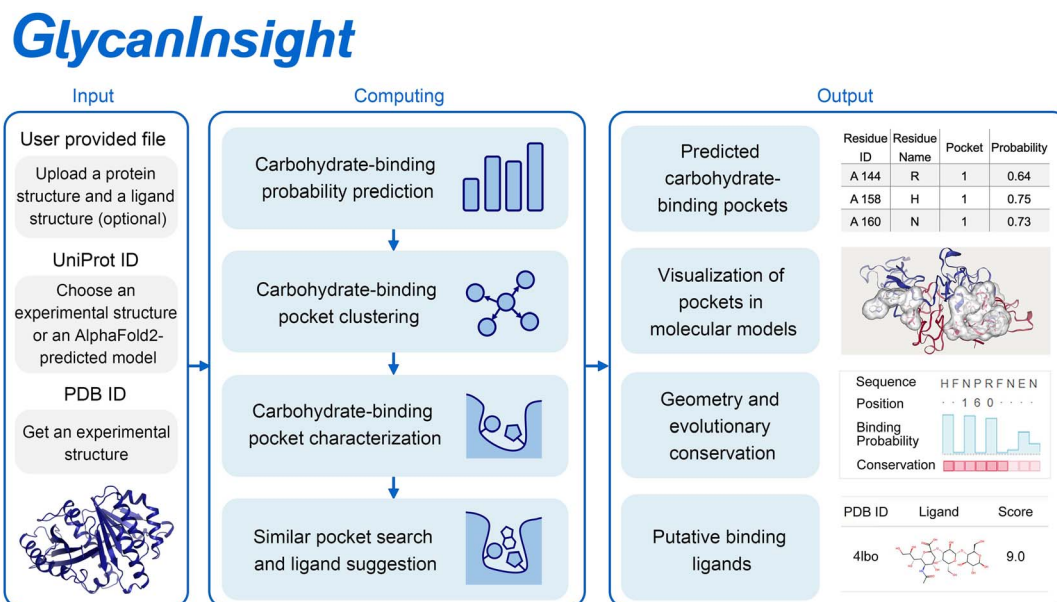 GlycanInsight
Input
Computing
Output
User provided file
Upload a protein
structure and a ligand
structure (optional)
UniProt ID
Choose an
experimental structure
or an AlphaFold2-
predicted model
PDB ID
Get an experimental
structure
Carbohydrate-binding
probability prediction
Carbohydrate-binding
pocket clustering
Carbohydrate-binding
pocket characterization
Similar pocket search
and ligand suggestion
Predicted
carbohydrate-
binding pockets
Residue ID Residue Name Pocket Probability
A 144 R 1 0.64
A 158 H 1 0.75
A 160 N 1 0.73
Visualization of
pockets in
molecular models
Geometry and
evolutionary
conservation
Sequence H F N P R F N E N
Position · · 1 6 0 · · · ·
Binding
Probability
Conservation
Putative binding
ligands
PDB ID Ligand Score
4lbo 9.0